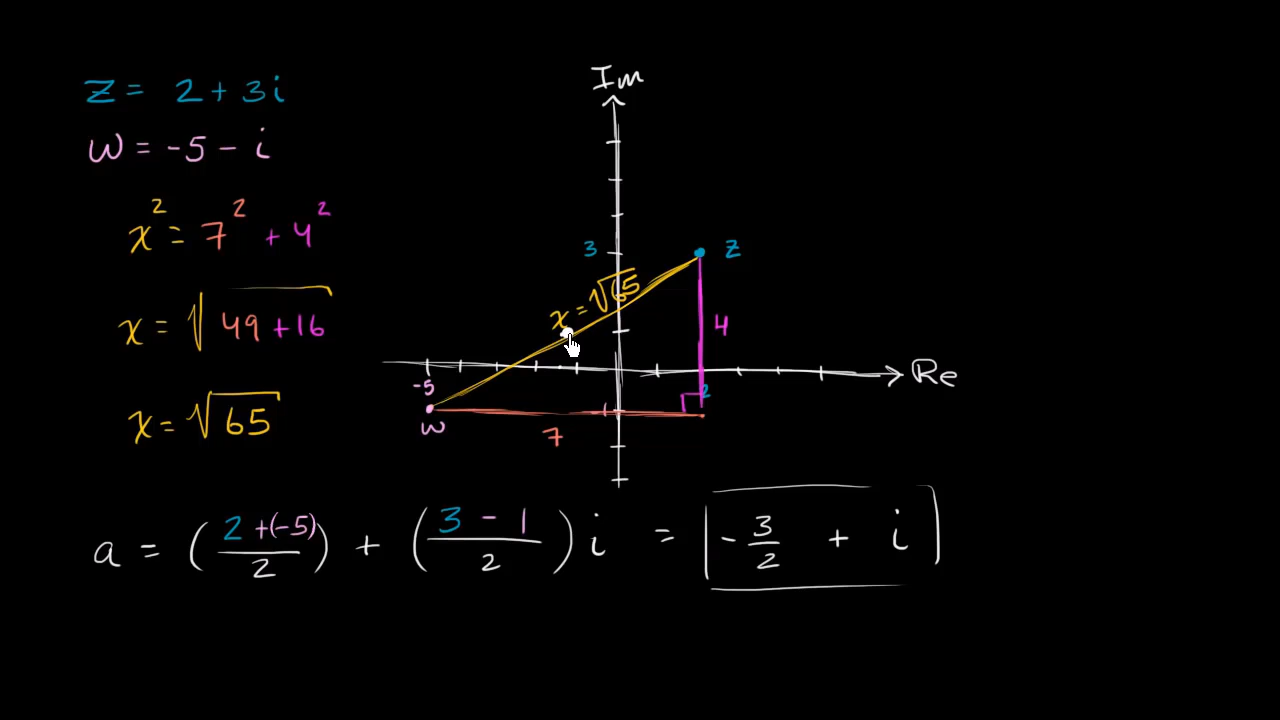 z = 2 + 3i
w = -5 - i
x² = 7² + 4²
x = √49 + 16
x = √65
Im
3
z
x = √65
4
Re
-5
2
w
7
a = ( 2 + (-5) / 2 ) + ( 3 - 1 / 2 ) i = - 3/2 + i